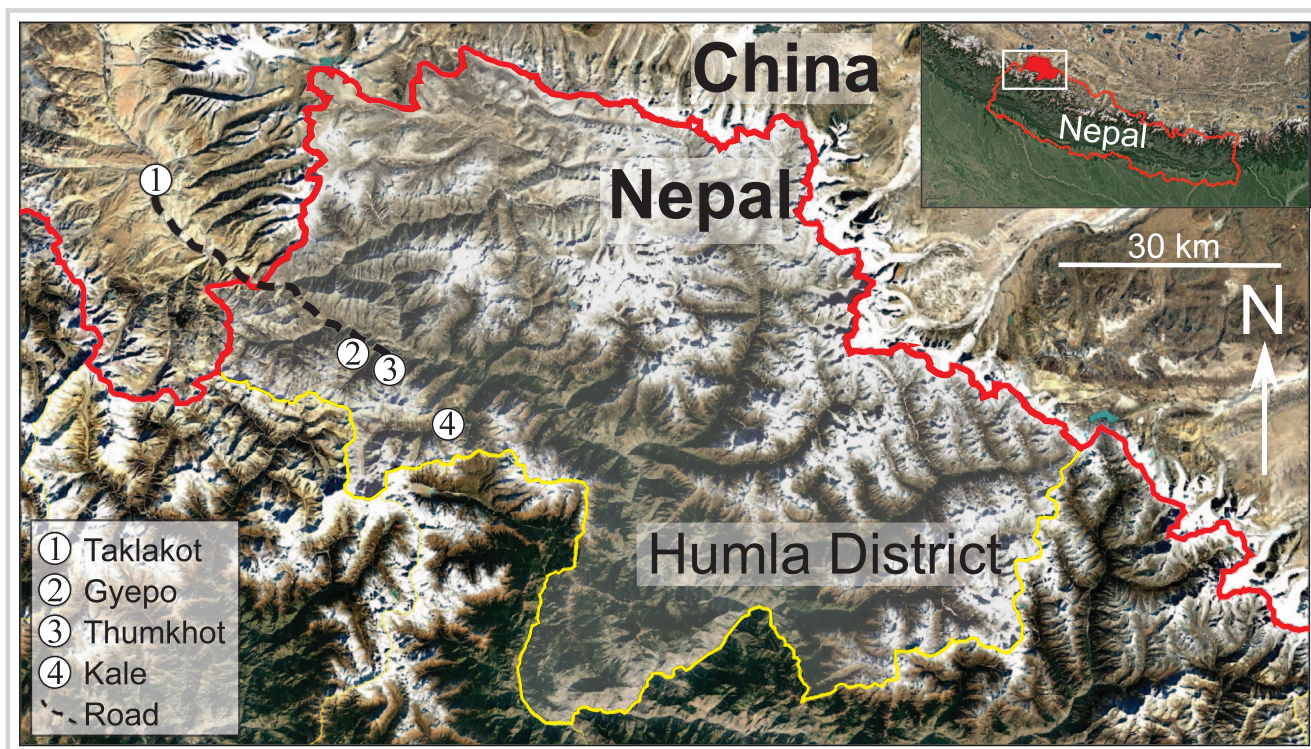 China
Nepal
Nepal
30 km
N
1
2
3
4
Humla District
1 Taklakot
2 Gyepo
3 Thumkhot
4 Kale
Road